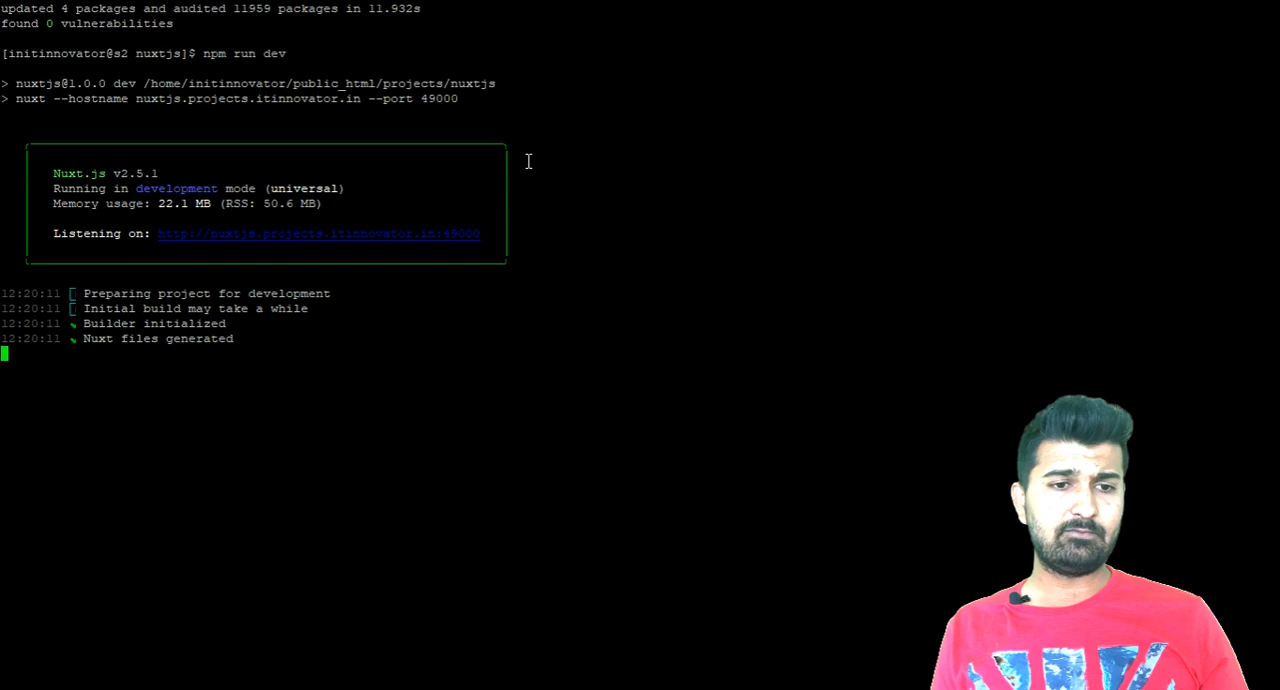 updated 4 packages and audited 11959 packages in 11.932s
found 0 vulnerabilities
[initinnovator@s2 nuxtjs]$ npm run dev
> nuxtjs@1.0.0 dev /home/initinnovator/public_html/projects/nuxtjs
> nuxt --hostname nuxtjs.projects.itinnovator.in --port 49000
Nuxt.js v2.5.1
Running in development mode (universal)
Memory usage: 22.1 MB (RSS: 50.6 MB)
Listening on: http://nuxtjs.projects.itinnovator.in:49000
12:20:11 Preparing project for development
12:20:11 Initial build may take a while
12:20:11 Builder initialized
12:20:11 Nuxt files generated